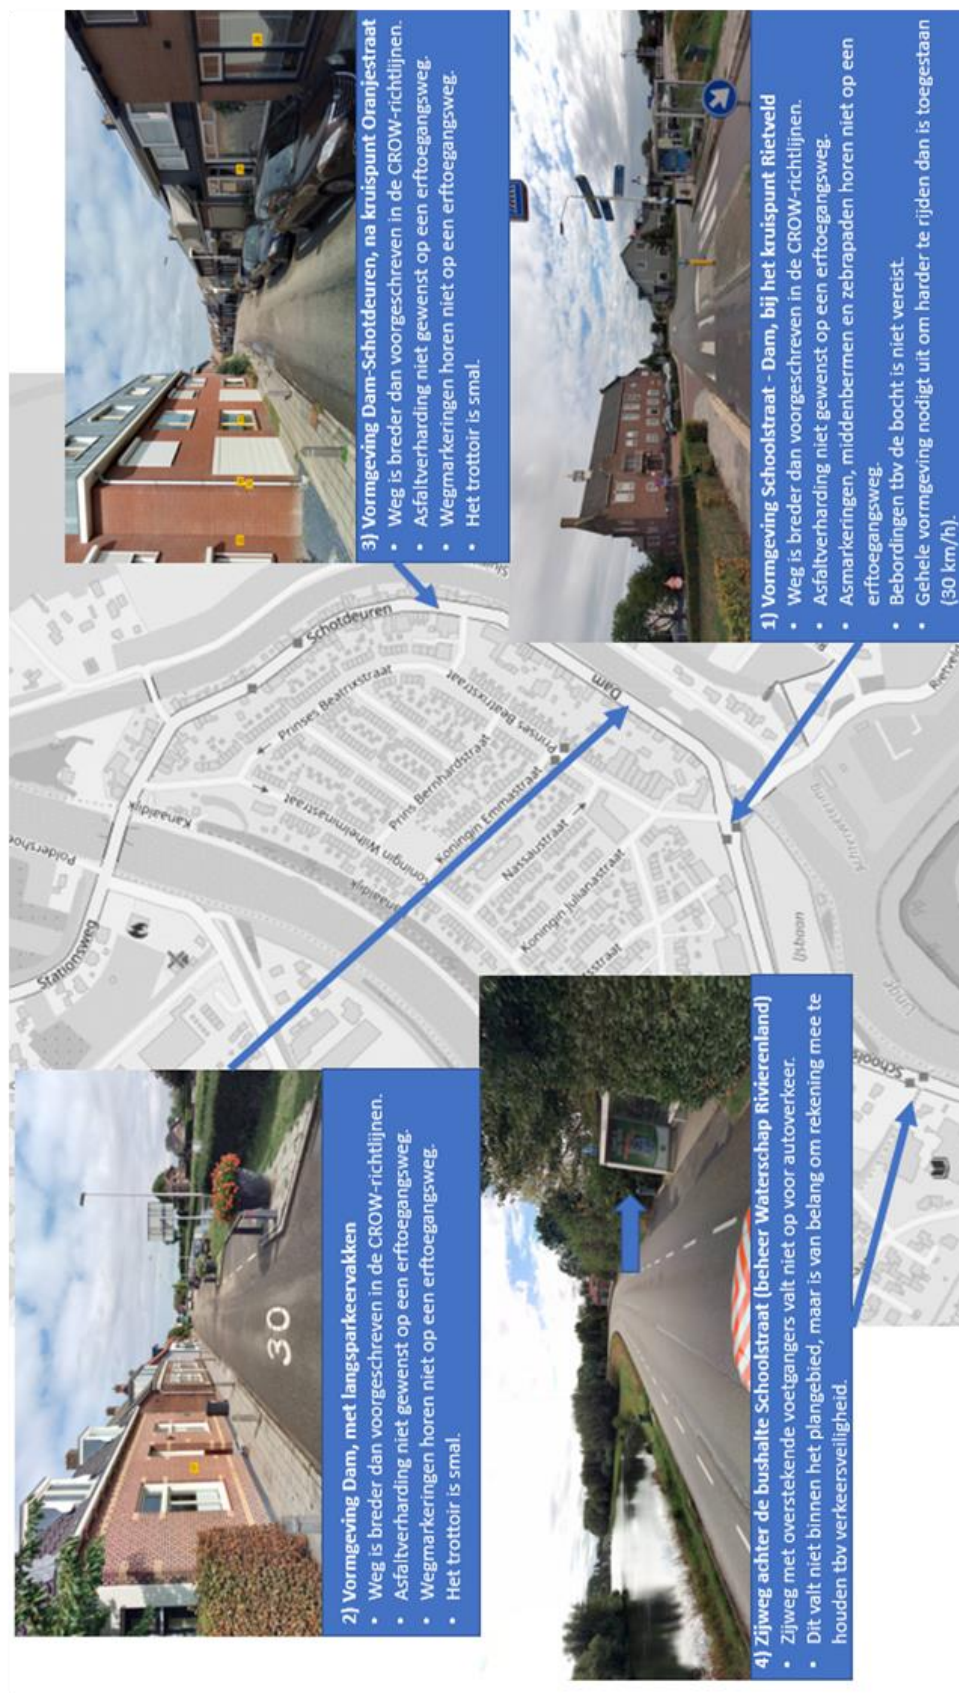 2) Vormgeving Dam, met langsparkeervakken
• Weg is breder dan voorgeschreven in de CROW-richtlijnen.
• Asfaltverharding niet gewenst op een erftoegangsweg.
• Wegmarkeringen horen niet op een erftoegangsweg.
• Het trottoir is smal.
30
3) Vormgeving Dam-Schotdeuren, na kruispunt Oranjestraat
• Weg is breder dan voorgeschreven in de CROW-richtlijnen.
• Asfaltverharding niet gewenst op een erftoegangsweg.
• Wegmarkeringen horen niet op een erftoegangsweg.
• Het trottoir is smal.
4) Zijweg achter de bushalte Schoolstraat (beheer Waterschap Rivierenland)
• Zijweg met overstekende voetgangers valt niet op voor autoverkeer.
• Dit valt niet binnen het plangebied, maar is van belang om rekening mee te
houden tbv verkeersveiligheid.
1) Vormgeving Schoolstraat - Dam, bij het kruispunt Rietveld
• Weg is breder dan voorgeschreven in de CROW-richtlijnen.
• Asfaltverharding niet gewenst op een erftoegangsweg.
• Asmarkeringen, middenbermen en zebrapaden horen niet op een
erftoegangsweg.
• Bebordingen tbv de bocht is niet vereist.
• Gehele vormgeving nodigt uit om harder te rijden dan is toegestaan
(30 km/h).
Stationsweg
Poldershoe
Kanaaldijk
Schotdeuren
Prinses Beatrixstraat
Koningin Wilhelminastraat
Prins Bernhardstraat
Prinses Beatrixstraat
Koningin Emmastraat
Nassaustraat
Koningin Julianastraat
Dam
IJsbaan
Achterwetering
Linge
Schools